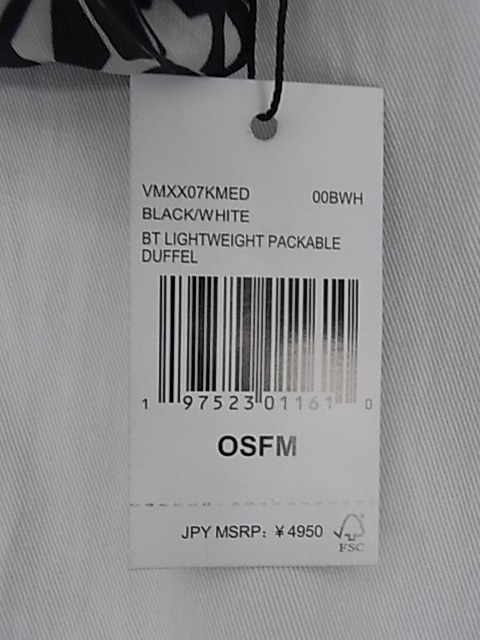 VMXX07KMED 00BWH
BLACK/WHITE
BT LIGHTWEIGHT PACKABLE
DUFFEL
1 97523 01161 0
OSFM
JPY MSRP: ¥4950
FSC